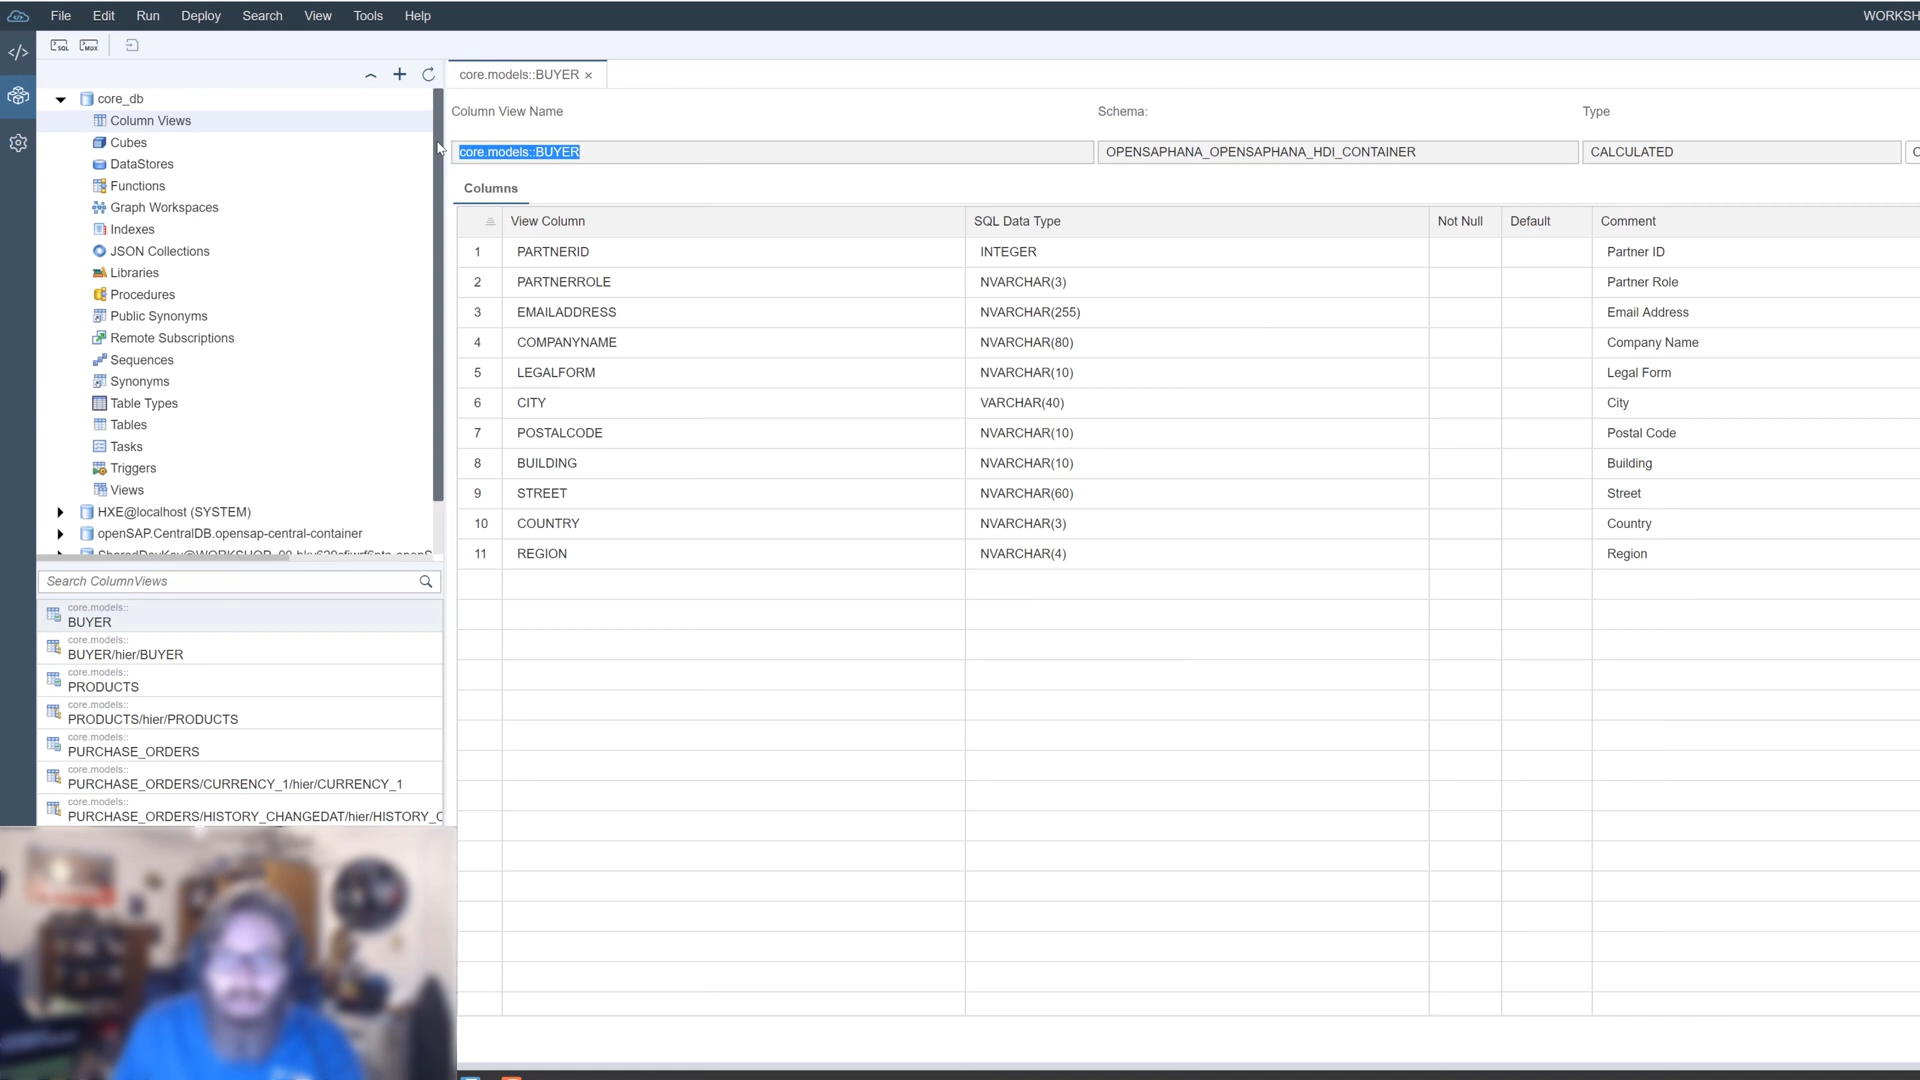 File Edit Run Deploy Search View Tools Help
WORKSH
core_db
Column Views
Cubes
DataStores
Functions
Graph Workspaces
Indexes
JSON Collections
Libraries
Procedures
Public Synonyms
Remote Subscriptions
Sequences
Synonyms
Table Types
Tables
Tasks
Triggers
Views
HXE@localhost (SYSTEM)
openSAP.CentralDB.opensap-central-container
Search ColumnViews
core.models::
BUYER
core.models::
BUYER/hier/BUYER
core.models::
PRODUCTS
core.models::
PRODUCTS/hier/PRODUCTS
core.models::
PURCHASE_ORDERS
core.models::
PURCHASE_ORDERS/CURRENCY_1/hier/CURRENCY_1
core.models::
PURCHASE_ORDERS/HISTORY_CHANGEDAT/hier/HISTORY_C
core.models::BUYER ×
Column View Name Schema: Type
core.models::BUYER OPENSAPHANA_OPENSAPHANA_HDI_CONTAINER CALCULATED
Columns
View Column SQL Data Type Not Null Default Comment
1 PARTNERID INTEGER Partner ID
2 PARTNERROLE NVARCHAR(3) Partner Role
3 EMAILADDRESS NVARCHAR(255) Email Address
4 COMPANYNAME NVARCHAR(80) Company Name
5 LEGALFORM NVARCHAR(10) Legal Form
6 CITY VARCHAR(40) City
7 POSTALCODE NVARCHAR(10) Postal Code
8 BUILDING NVARCHAR(10) Building
9 STREET NVARCHAR(60) Street
10 COUNTRY NVARCHAR(3) Country
11 REGION NVARCHAR(4) Region